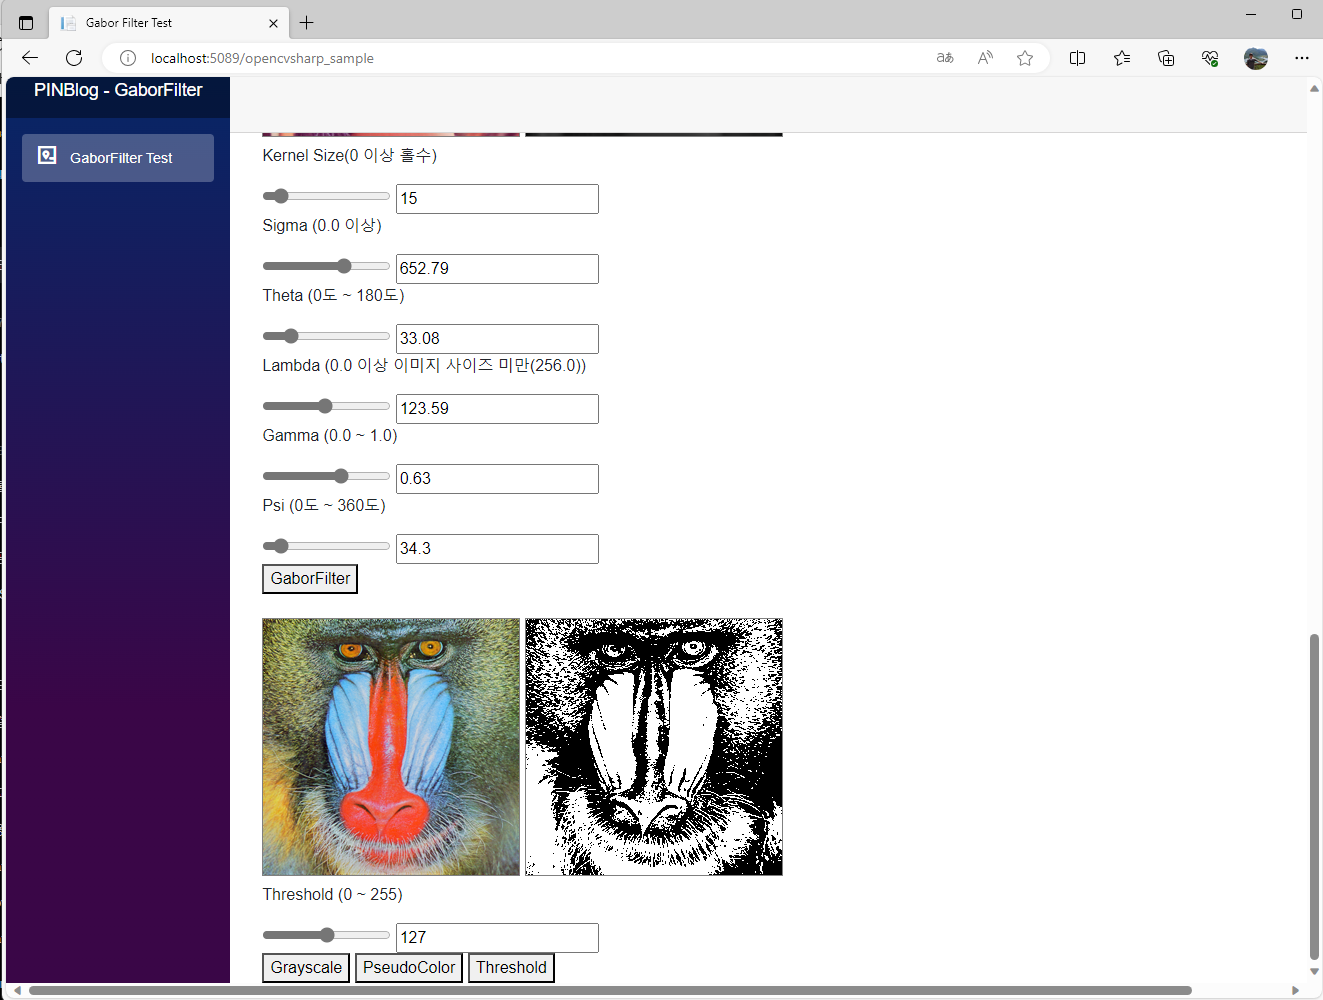 Gabor Filter Test
localhost:5089/opencvsharp_sample
PINBlog - GaborFilter
GaborFilter Test
Kernel Size(0 이상 홀수)
15
Sigma (0.0 이상)
652.79
Theta (0도 ~ 180도)
33.08
Lambda (0.0 이상 이미지 사이즈 미만(256.0))
123.59
Gamma (0.0 ~ 1.0)
0.63
Psi (0도 ~ 360도)
34.3
GaborFilter
Threshold (0 ~ 255)
127
Grayscale PseudoColor Threshold